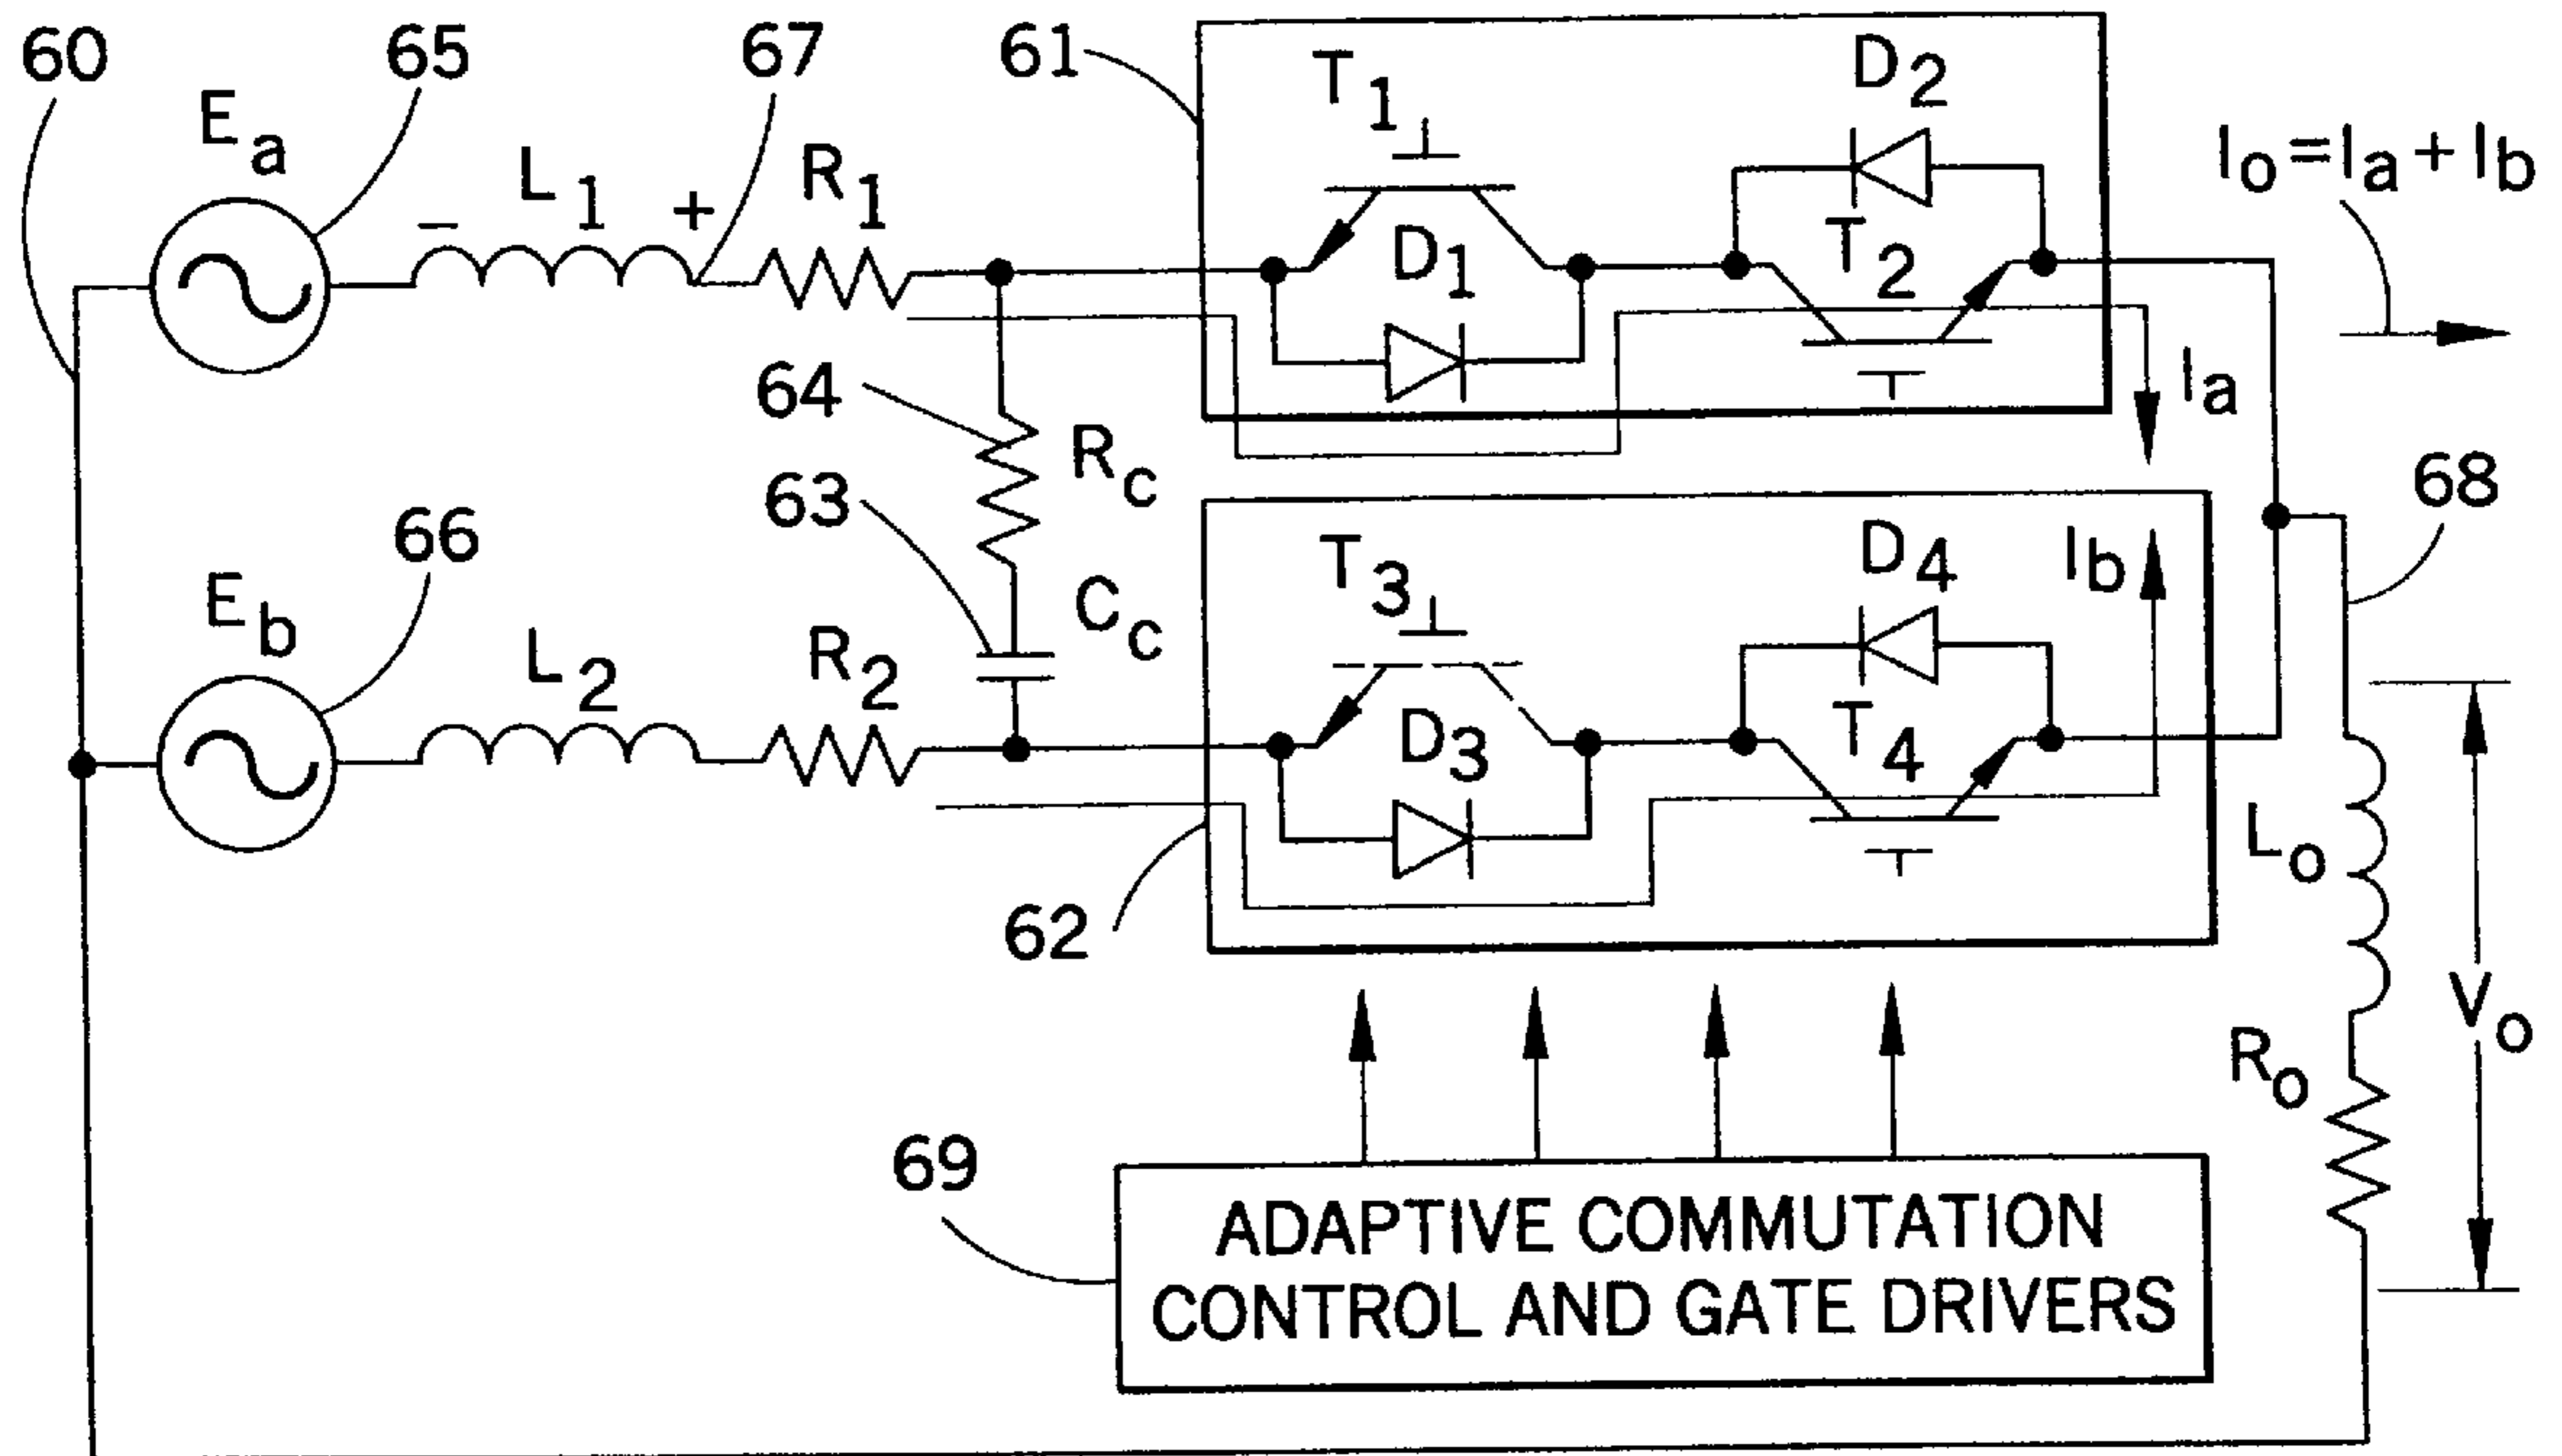 60
65
67
61
T1
D2
Ea
L1
R1
− +
D1
T2
Io=Ia+Ib
64
Rc
Ia
63
68
66
Eb
L2
R2
Cc
T3
D4
Ib
D3
T4
Lo
62
Vo
Ro
69
ADAPTIVE COMMUTATION
CONTROL AND GATE DRIVERS